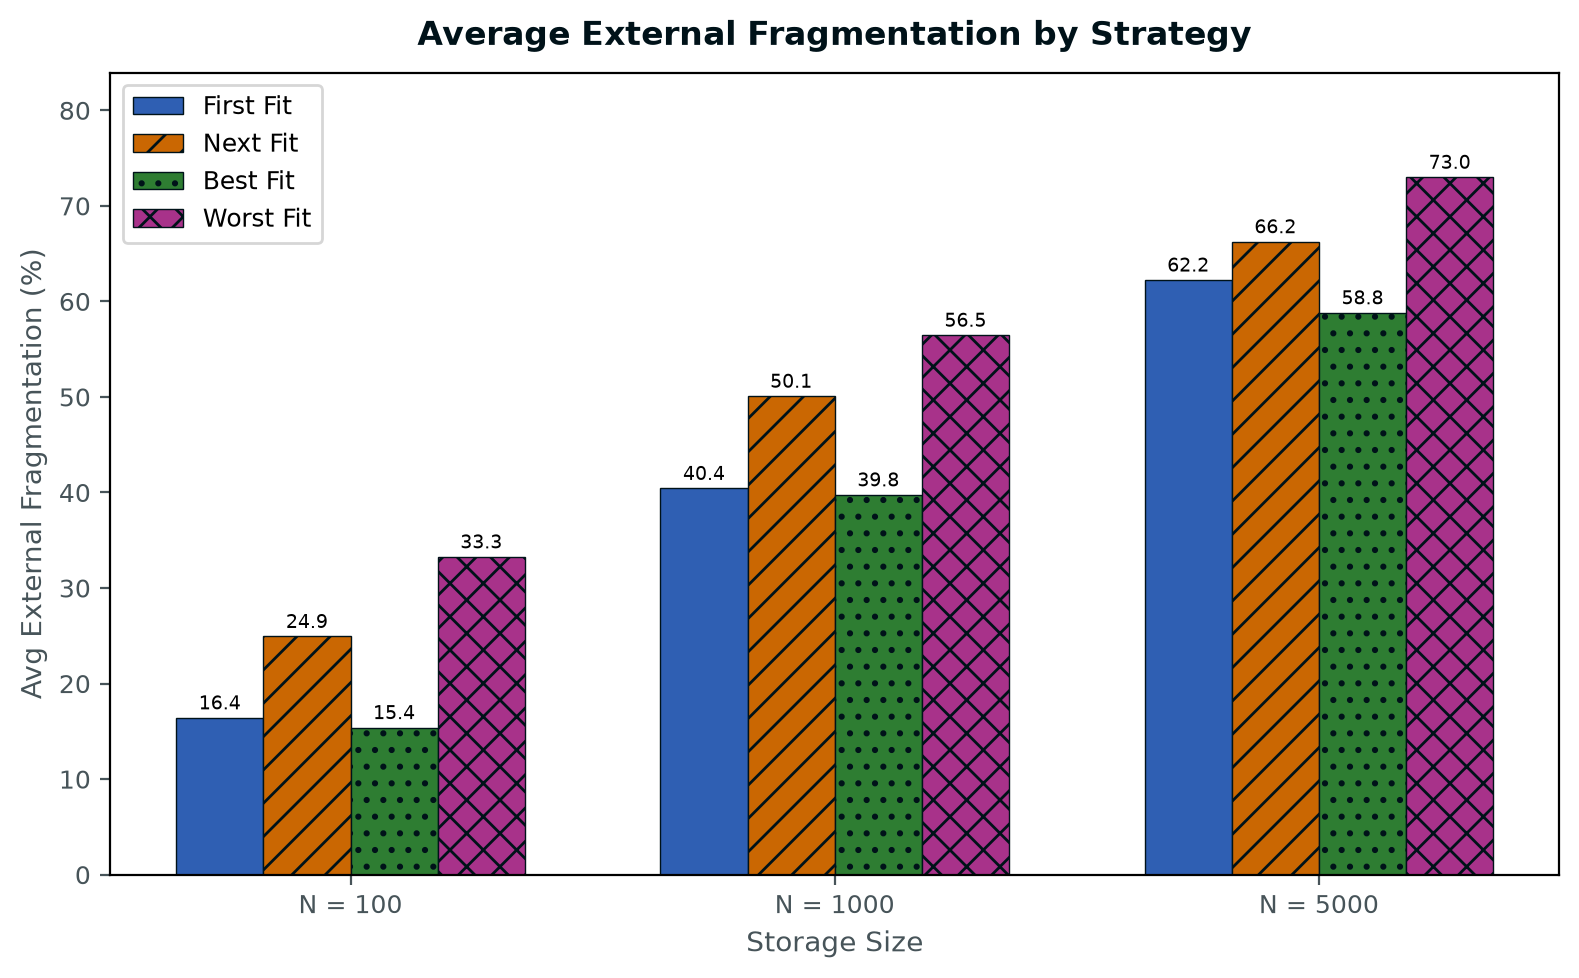 Average External Fragmentation by Strategy
First Fit
Next Fit
Best Fit
Worst Fit
Avg External Fragmentation (%)
80
70
60
50
40
30
20
10
0
16.4
24.9
15.4
33.3
40.4
50.1
39.8
56.5
62.2
66.2
58.8
73.0
N = 100
N = 1000
N = 5000
Storage Size